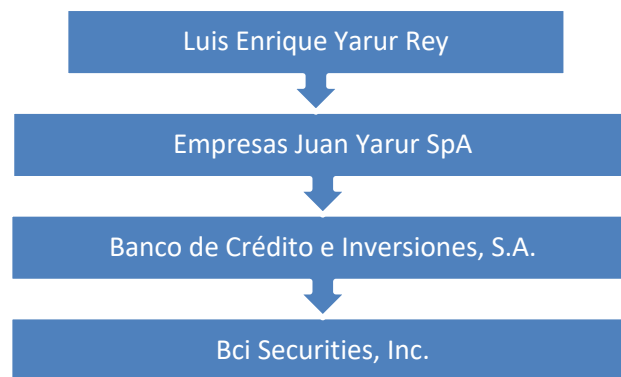 Luis Enrique Yarur Rey
Empresas Juan Yarur SpA
Banco de Crédito e Inversiones, S.A.
Bci Securities, Inc.